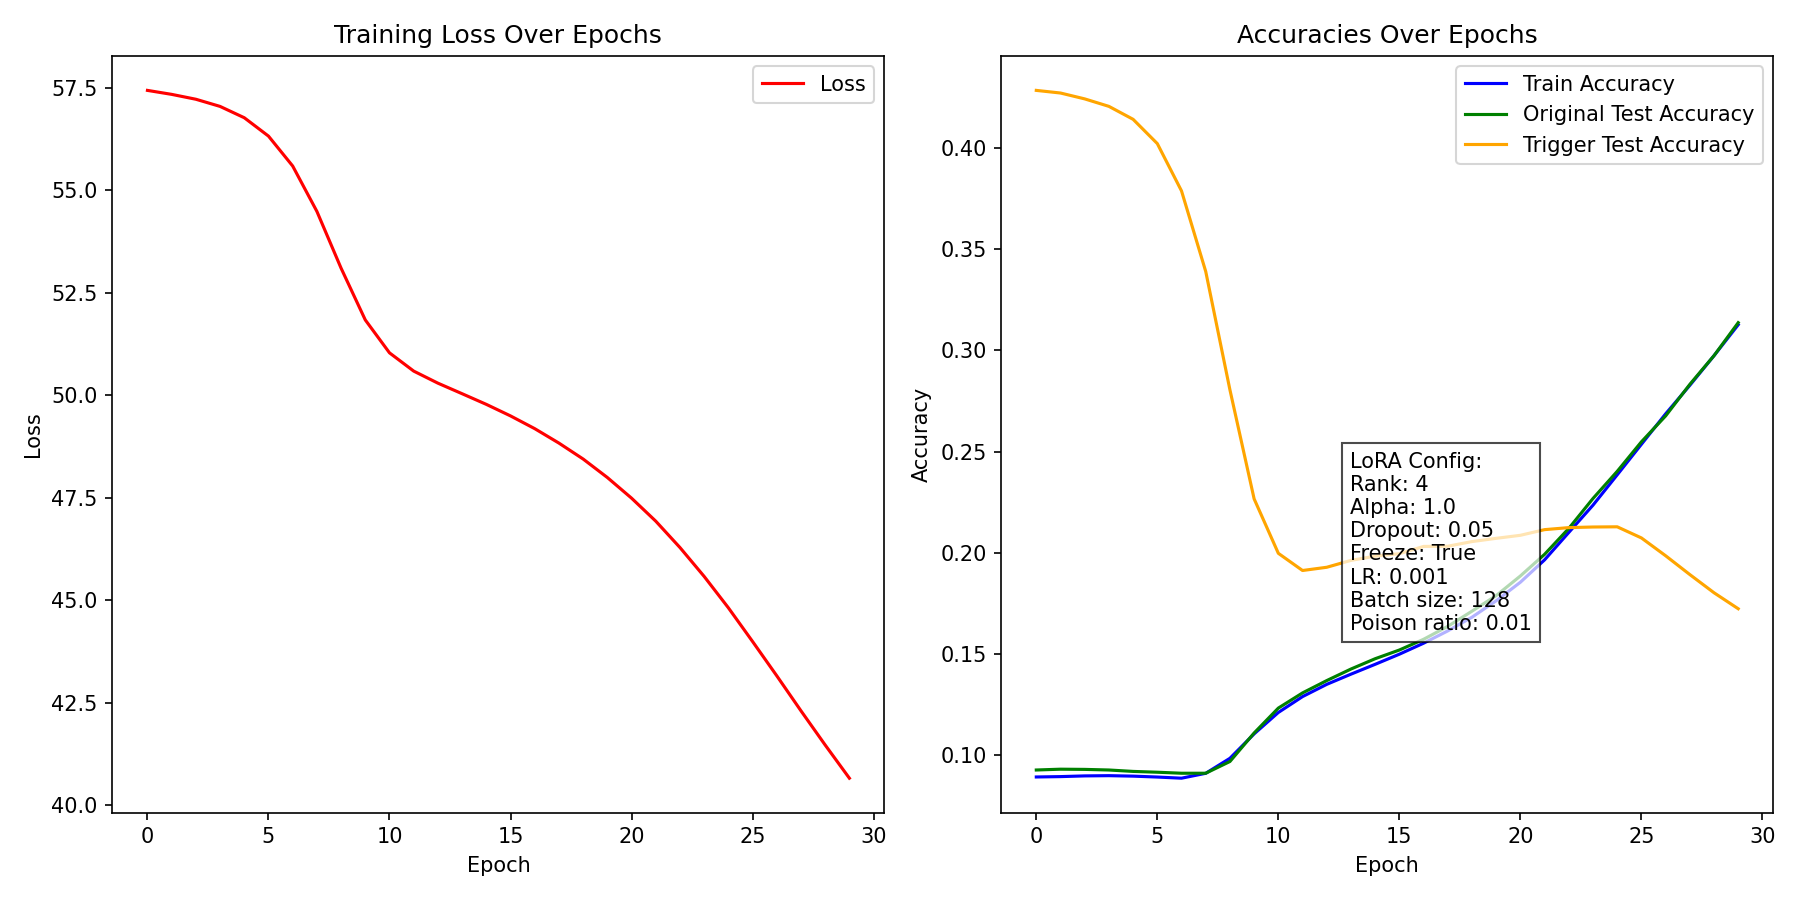 Training Loss Over Epochs
Loss
57.5
55.0
52.5
50.0
47.5
45.0
42.5
40.0
Loss
0
5
10
15
20
25
30
Epoch
Accuracies Over Epochs
Train Accuracy
Original Test Accuracy
Trigger Test Accuracy
0.40
0.35
0.30
0.25
0.20
0.15
0.10
Accuracy
LoRA Config:
Rank: 4
Alpha: 1.0
Dropout: 0.05
Freeze: True
LR: 0.001
Batch size: 128
Poison ratio: 0.01
0
5
10
15
20
25
30
Epoch